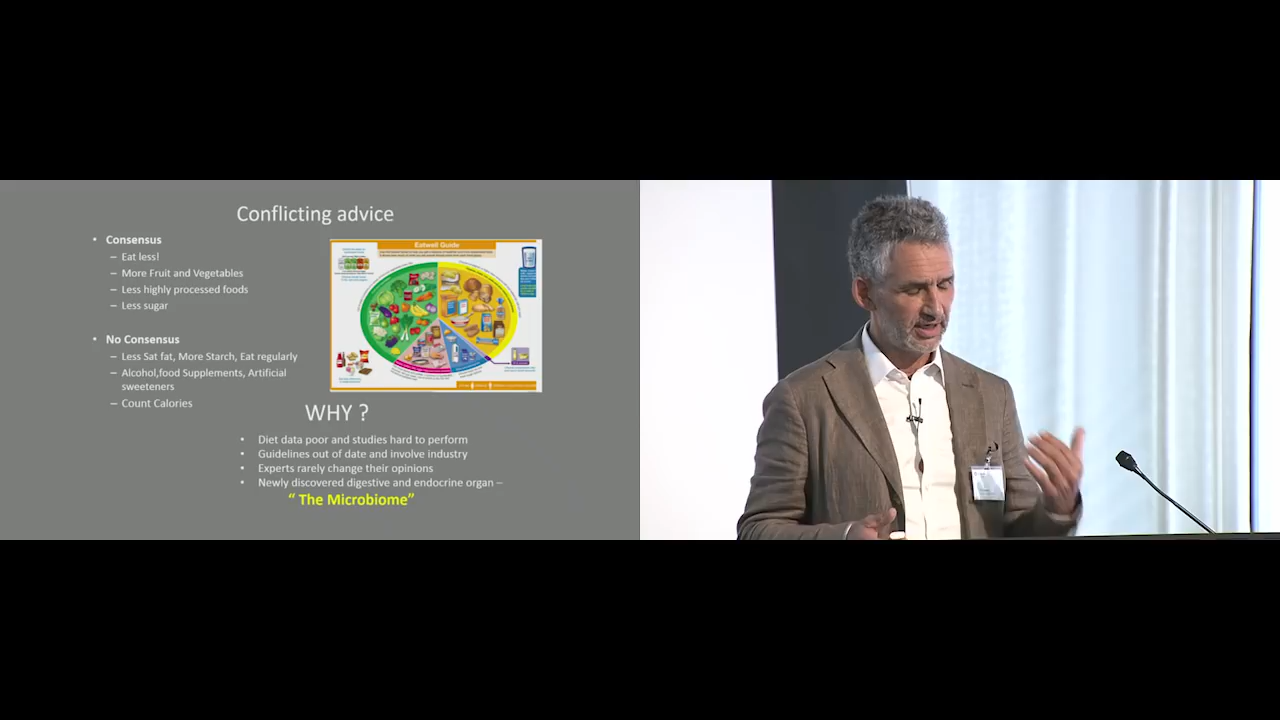 Conflicting advice
• Consensus
– Eat less!
– More Fruit and Vegetables
– Less highly processed foods
– Less sugar
• No Consensus
– Less Sat fat, More Starch, Eat regularly
– Alcohol,food Supplements, Artificial
sweeteners
– Count Calories
Eatwell Guide
WHY ?
• Diet data poor and studies hard to perform
• Guidelines out of date and involve industry
• Experts rarely change their opinions
• Newly discovered digestive and endocrine organ –
“ The Microbiome”